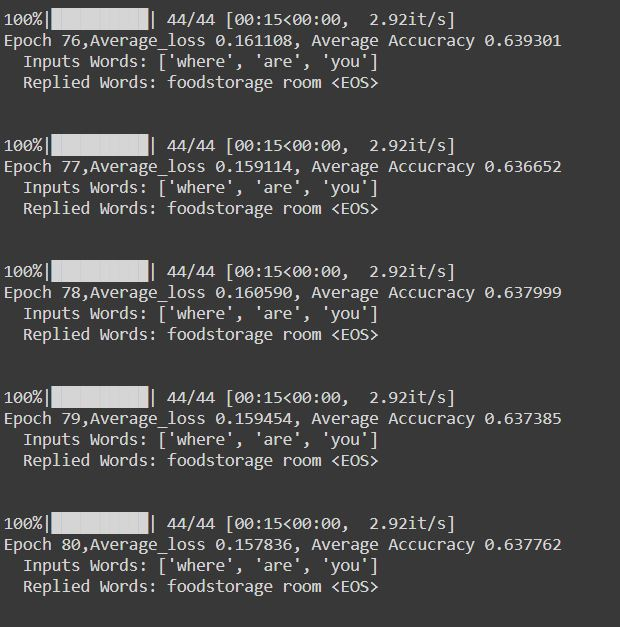 100%|██████████| 44/44 [00:15<00:00,  2.92it/s]
Epoch 76,Average_loss 0.161108, Average Accucracy 0.639301
  Inputs Words: ['where', 'are', 'you']
  Replied Words: foodstorage room <EOS>
100%|██████████| 44/44 [00:15<00:00,  2.92it/s]
Epoch 77,Average_loss 0.159114, Average Accucracy 0.636652
  Inputs Words: ['where', 'are', 'you']
  Replied Words: foodstorage room <EOS>
100%|██████████| 44/44 [00:15<00:00,  2.92it/s]
Epoch 78,Average_loss 0.160590, Average Accucracy 0.637999
  Inputs Words: ['where', 'are', 'you']
  Replied Words: foodstorage room <EOS>
100%|██████████| 44/44 [00:15<00:00,  2.92it/s]
Epoch 79,Average_loss 0.159454, Average Accucracy 0.637385
  Inputs Words: ['where', 'are', 'you']
  Replied Words: foodstorage room <EOS>
100%|██████████| 44/44 [00:15<00:00,  2.92it/s]
Epoch 80,Average_loss 0.157836, Average Accucracy 0.637762
  Inputs Words: ['where', 'are', 'you']
  Replied Words: foodstorage room <EOS>